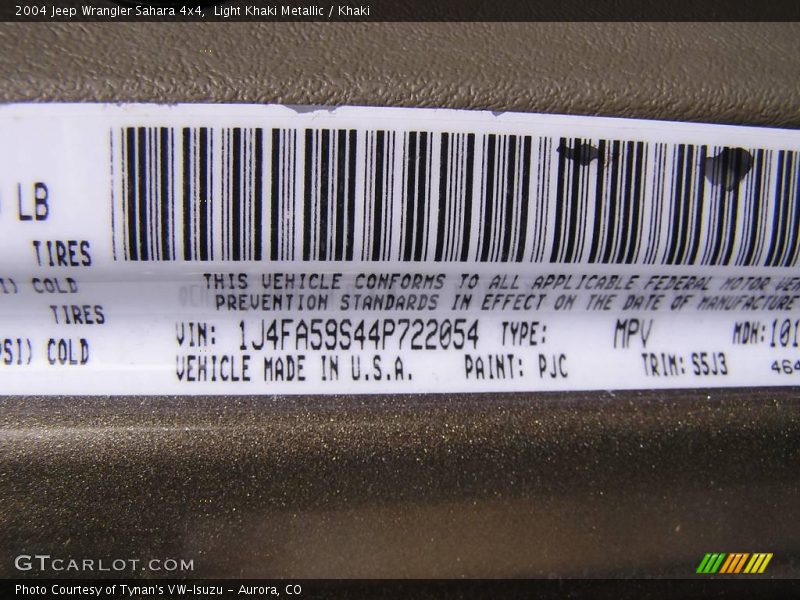 2004 Jeep Wrangler Sahara 4x4, Light Khaki Metallic / Khaki
LB
TIRES
COLD
TIRES
COLD
THIS VEHICLE CONFORMS TO ALL APPLICABLE FEDERAL MOTOR
PREVENTION STANDARDS IN EFFECT ON THE DATE OF MANUFACTURE
VIN: 1J4FA59S44P722054 TYPE: MPV MDH:101
VEHICLE MADE IN U.S.A. PAINT: PJC TRIM: S5J3 464
GTCARLOT.COM
Photo Courtesy of Tynan's VW-Isuzu - Aurora, CO